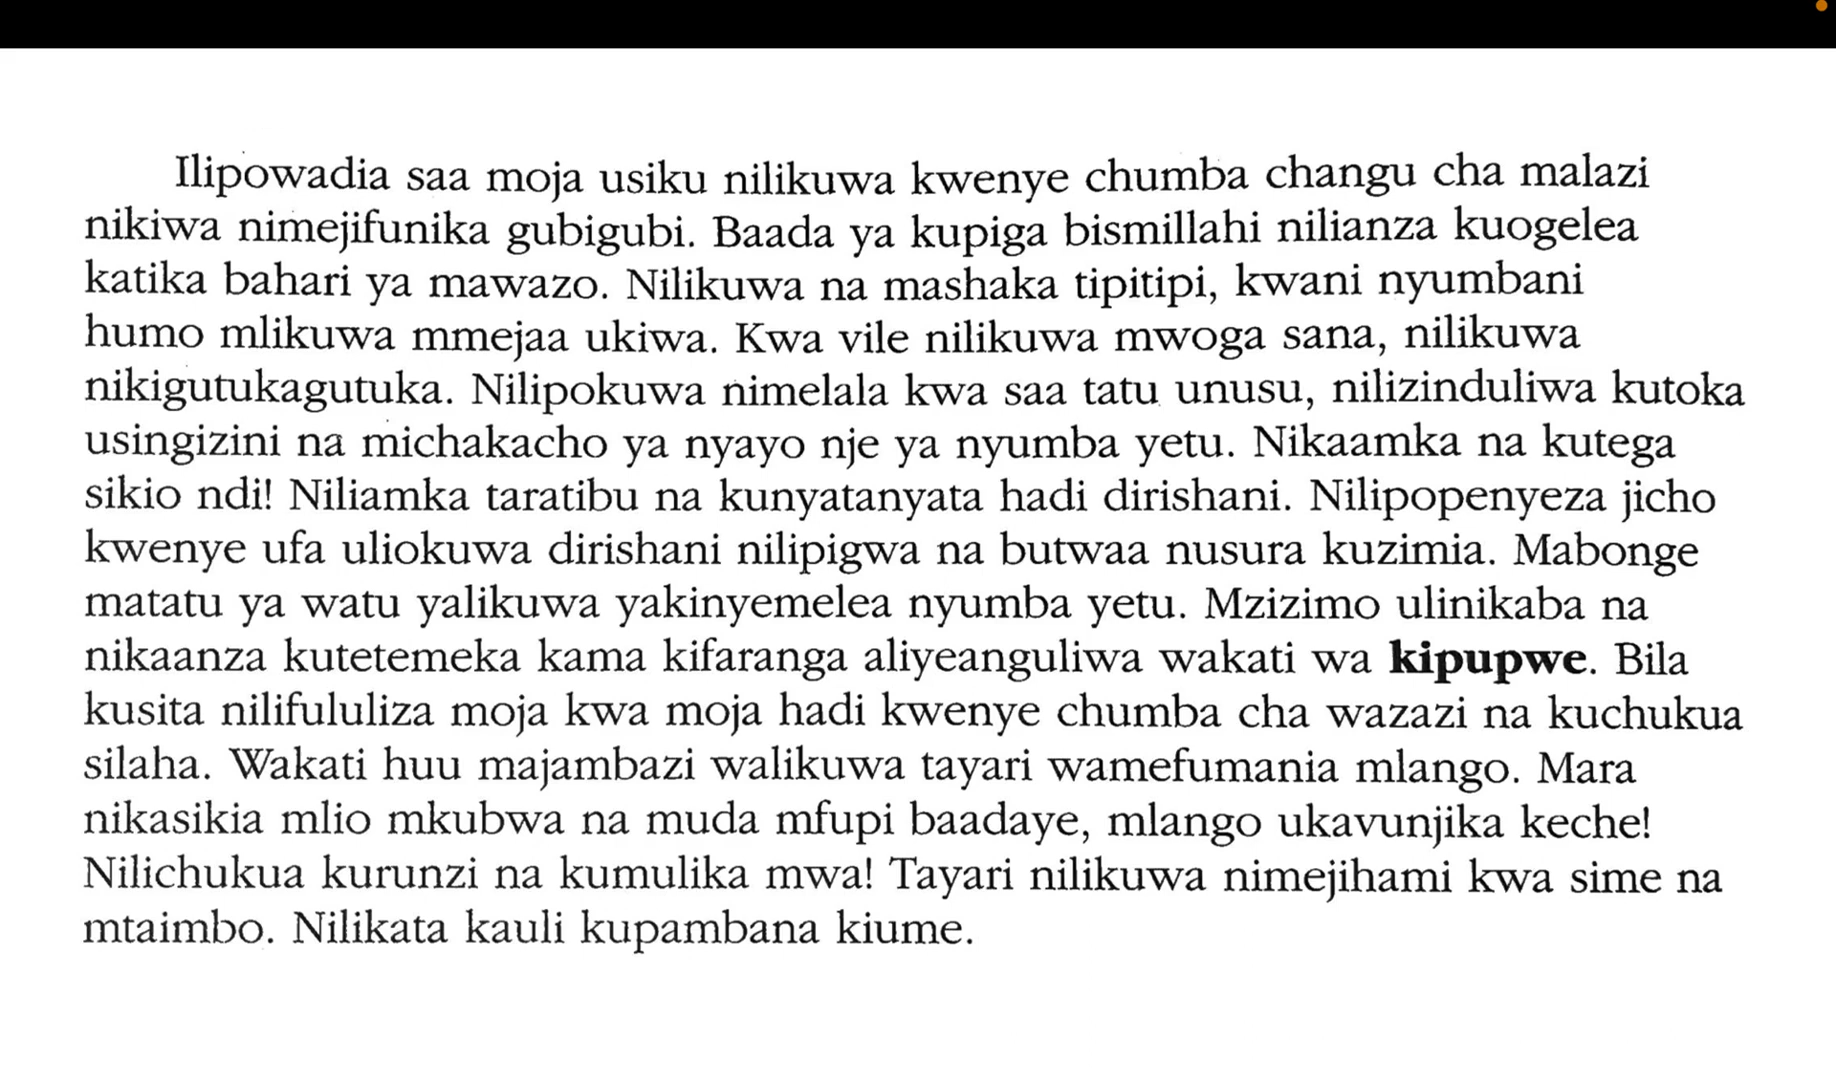 Ilipowadia saa moja usiku nilikuwa kwenye chumba changu cha malazi
nikiwa nimejifunika gubigubi. Baada ya kupiga bismillahi nilianza kuogelea
katika bahari ya mawazo. Nilikuwa na mashaka tipitipi, kwani nyumbani
humo mlikuwa mmejaa ukiwa. Kwa vile nilikuwa mwoga sana, nilikuwa
nikigutukagutuka. Nilipokuwa nimelala kwa saa tatu unusu, nilizinduliwa kutoka
usingizini na michakacho ya nyayo nje ya nyumba yetu. Nikaamka na kutega
sikio ndi! Niliamka taratibu na kunyatanyata hadi dirishani. Nilipopenyeza jicho
kwenye ufa uliokuwa dirishani nilipigwa na butwaa nusura kuzimia. Mabonge
matatu ya watu yalikuwa yakinyemelea nyumba yetu. Mzizimo ulinikaba na
nikaanza kutetemeka kama kifaranga aliyeanguliwa wakati wa kipupwe. Bila
kusita nilifululiza moja kwa moja hadi kwenye chumba cha wazazi na kuchukua
silaha. Wakati huu majambazi walikuwa tayari wamefumania mlango. Mara
nikasikia mlio mkubwa na muda mfupi baadaye, mlango ukavunjika keche!
Nilichukua kurunzi na kumulika mwa! Tayari nilikuwa nimejihami kwa sime na
mtaimbo. Nilikata kauli kupambana kiume.